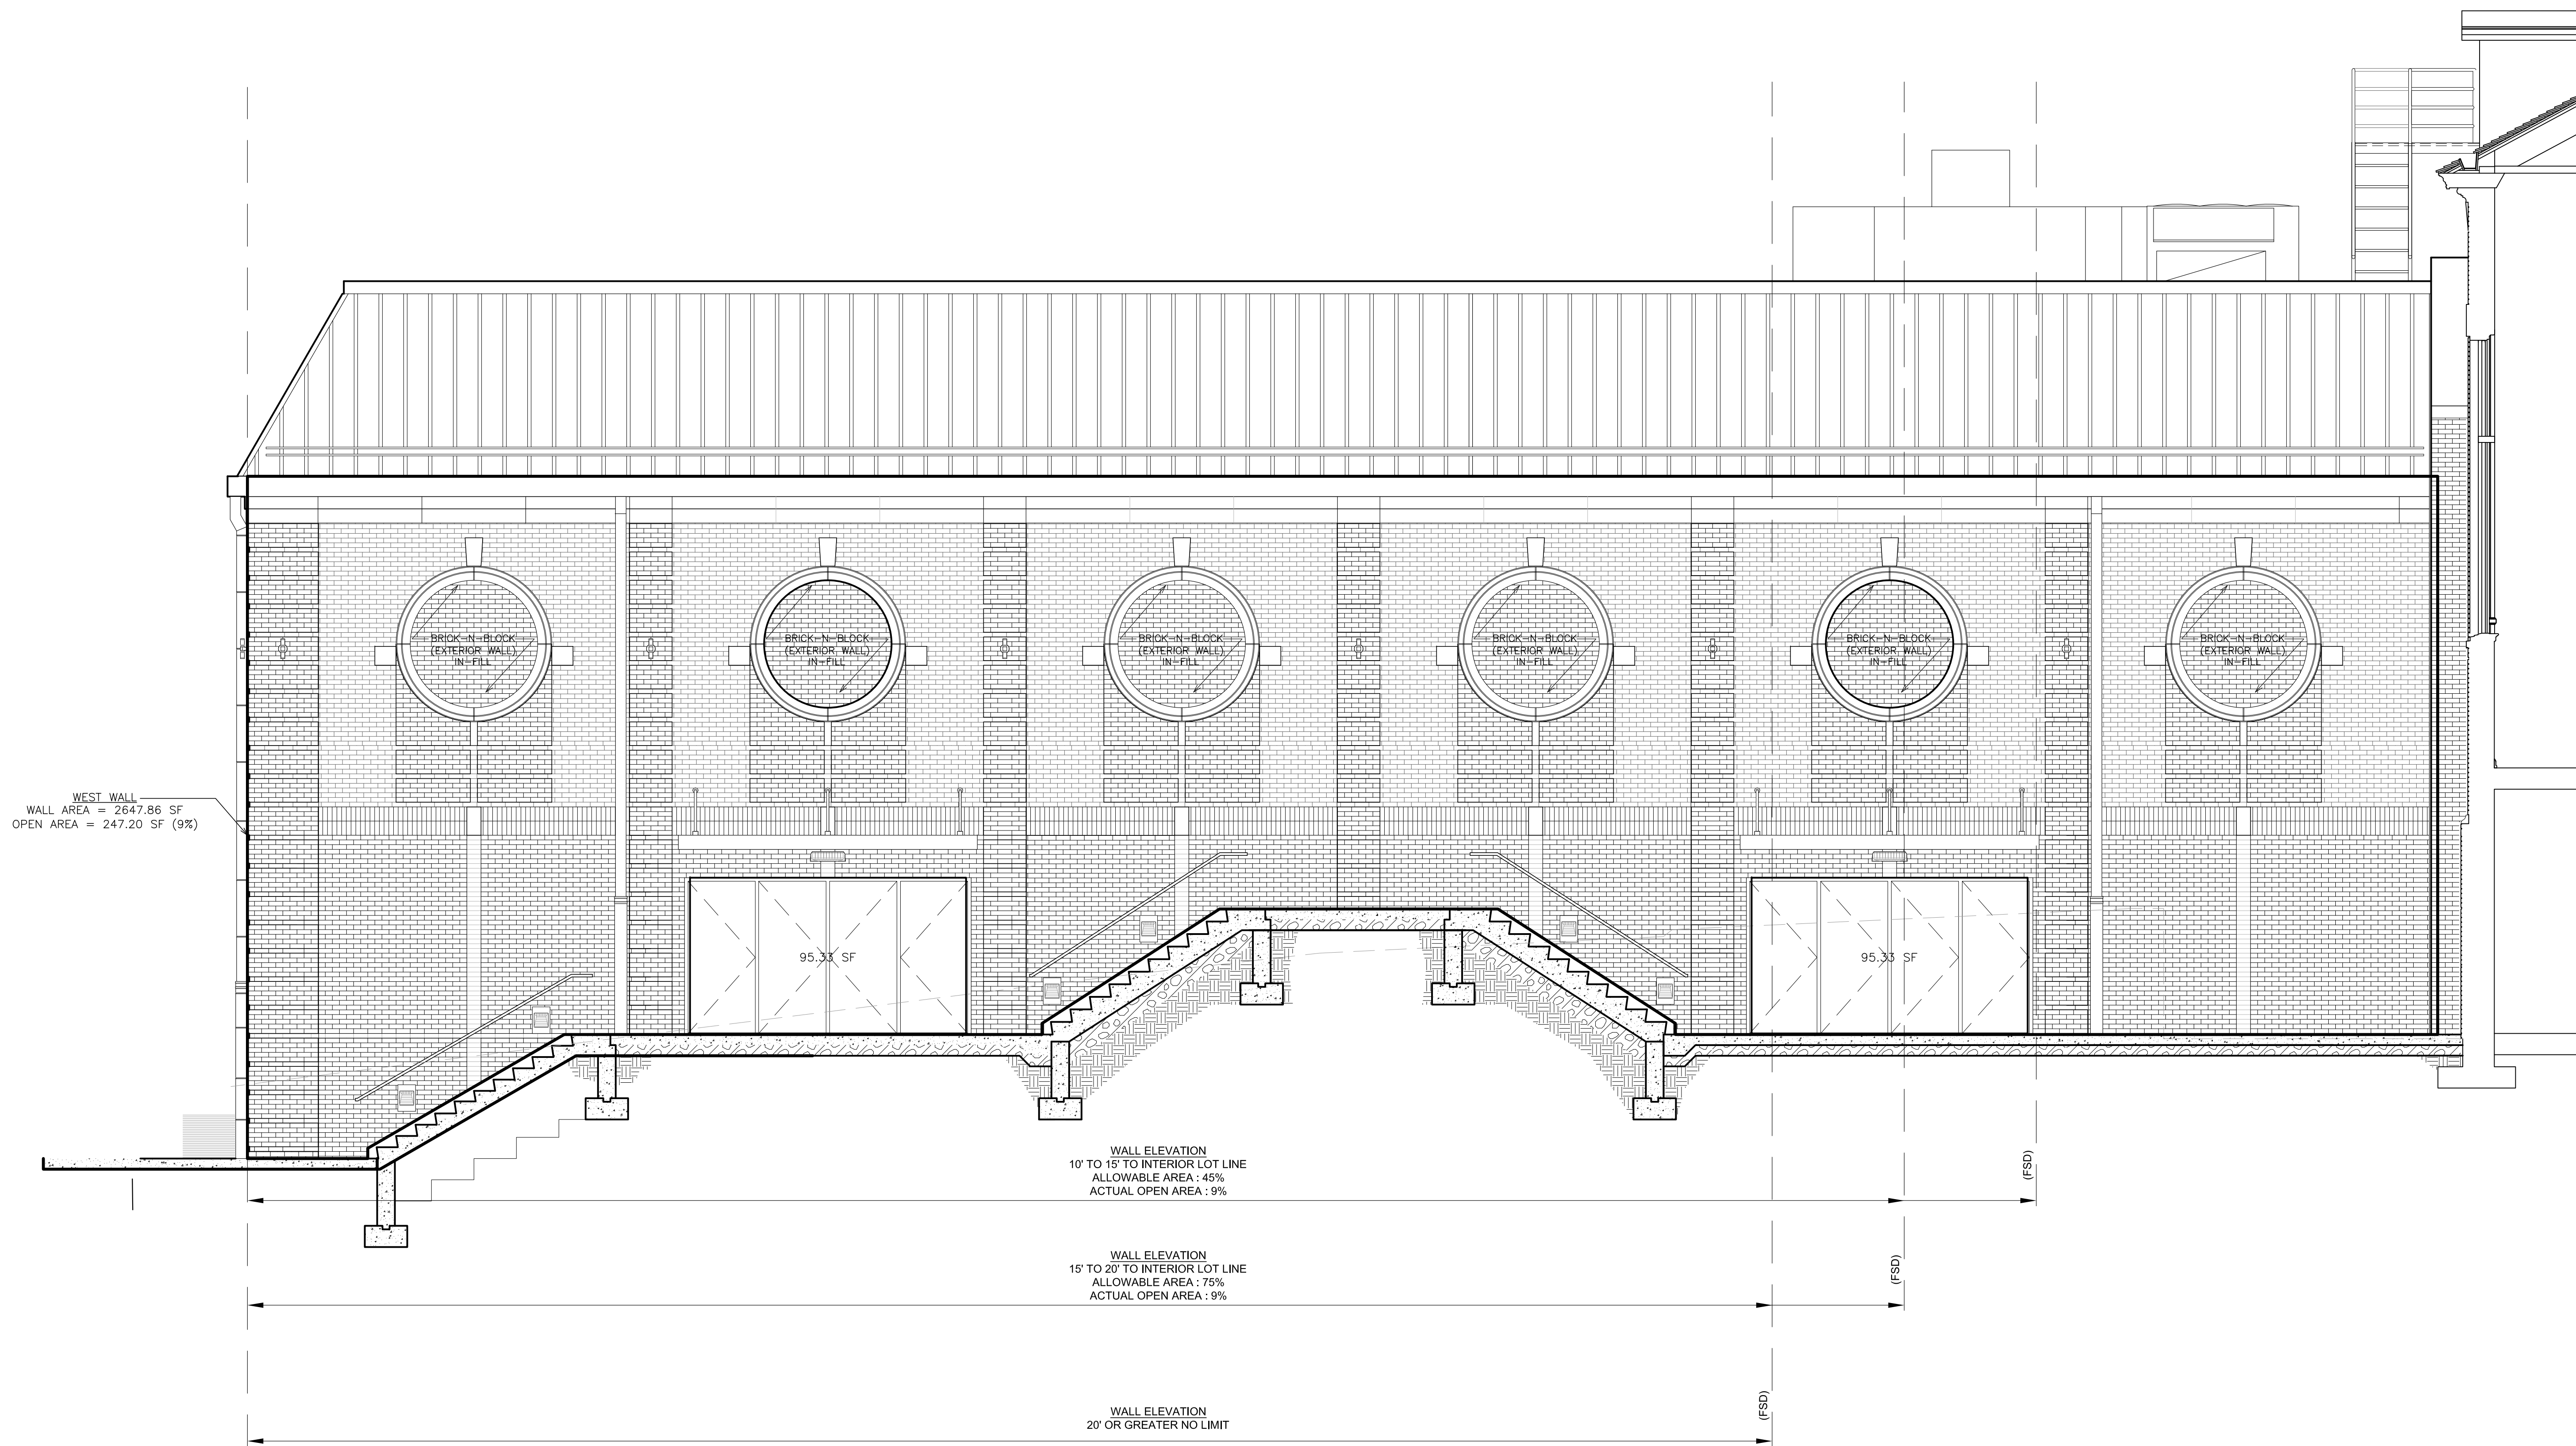 BRICK-N-BLOCK
(EXTERIOR WALL)
IN-FILL
BRICK-N-BLOCK
(EXTERIOR WALL)
IN-FILL
BRICK-N-BLOCK
(EXTERIOR WALL)
IN-FILL
BRICK-N-BLOCK
(EXTERIOR WALL)
IN-FILL
BRICK-N-BLOCK
(EXTERIOR WALL)
IN-FILL
BRICK-N-BLOCK
(EXTERIOR WALL)
IN-FILL
WEST WALL
WALL AREA = 2647.86 SF
OPEN AREA = 247.20 SF (9%)
95.33 SF
95.33 SF
WALL ELEVATION
10' TO 15' TO INTERIOR LOT LINE
ALLOWABLE AREA : 45%
ACTUAL OPEN AREA : 9%
(FSD)
WALL ELEVATION
15' TO 20' TO INTERIOR LOT LINE
ALLOWABLE AREA : 75%
ACTUAL OPEN AREA : 9%
(FSD)
WALL ELEVATION
20' OR GREATER NO LIMIT
(FSD)